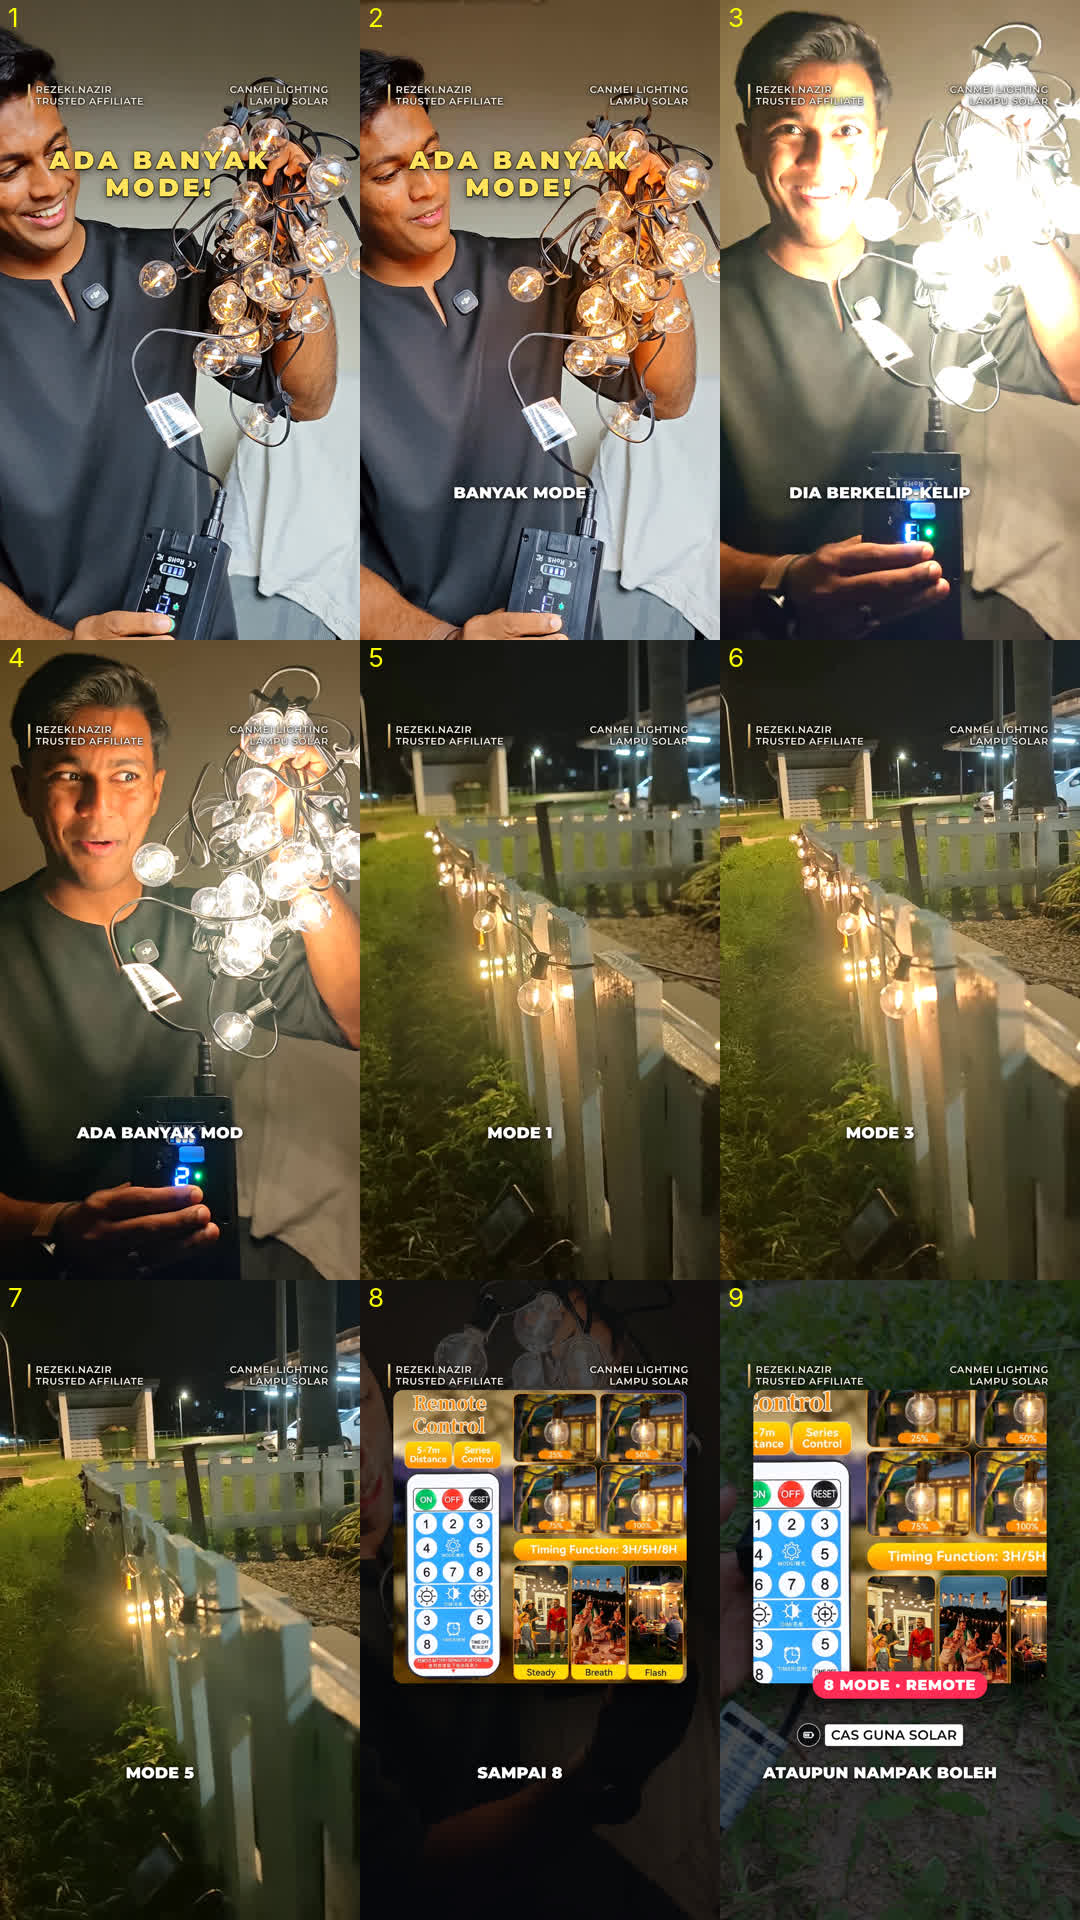 1
REZEKI.NAZIR
TRUSTED AFFILIATE
CANMEI LIGHTING
LAMPU SOLAR
ADA BANYAK
MODE!
RoHS
2
REZEKI.NAZIR
TRUSTED AFFILIATE
CANMEI LIGHTING
LAMPU SOLAR
ADA BANYAK
MODE!
BANYAK MODE
RoHS
3
REZEKI.NAZIR
TRUSTED AFFILIATE
CANMEI LIGHTING
LAMPU SOLAR
DIA BERKELIP-KELIP
4
REZEKI.NAZIR
TRUSTED AFFILIATE
CANMEI LIGHTING
LAMPU SOLAR
ADA BANYAK MOD
2
5
REZEKI.NAZIR
TRUSTED AFFILIATE
CANMEI LIGHTING
LAMPU SOLAR
MODE 1
6
REZEKI.NAZIR
TRUSTED AFFILIATE
CANMEI LIGHTING
LAMPU SOLAR
MODE 3
7
REZEKI.NAZIR
TRUSTED AFFILIATE
CANMEI LIGHTING
LAMPU SOLAR
MODE 5
8
REZEKI.NAZIR
TRUSTED AFFILIATE
CANMEI LIGHTING
LAMPU SOLAR
Remote
Control
5-7m
Distance
Series
Control
25%
50%
75%
100%
ON OFF RESET
1 2 3
4 5
6 7 8
3 5
8 TIME OFF
Timing Function: 3H/5H/8H
Steady
Breath
Flash
SAMPAI 8
9
REZEKI.NAZIR
TRUSTED AFFILIATE
CANMEI LIGHTING
LAMPU SOLAR
ontrol
-7m
tance
Series
Control
25%
50%
75%
100%
ON OFF RESET
1 2 3
4 5
6 7 8
3 5
8
Timing Function: 3H/5H
8 MODE • REMOTE
CAS GUNA SOLAR
ATAUPUN NAMPAK BOLEH